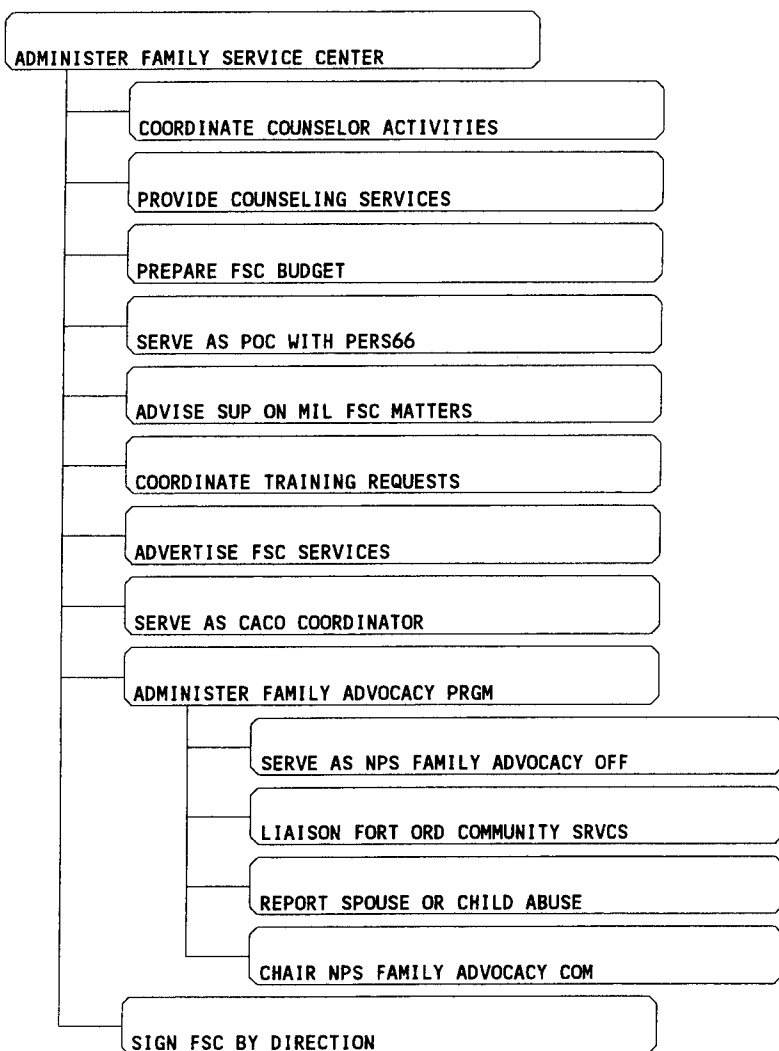 ADMINISTER FAMILY SERVICE CENTER
COORDINATE COUNSELOR ACTIVITIES
PROVIDE COUNSELING SERVICES
PREPARE FSC BUDGET
SERVE AS POC WITH PERS66
ADVISE SUP ON MIL FSC MATTERS
COORDINATE TRAINING REQUESTS
ADVERTISE FSC SERVICES
SERVE AS CACO COORDINATOR
ADMINISTER FAMILY ADVOCACY PRGM
SERVE AS NPS FAMILY ADVOCACY OFF
LIAISON FORT ORD COMMUNITY SRVCS
REPORT SPOUSE OR CHILD ABUSE
CHAIR NPS FAMILY ADVOCACY COM
SIGN FSC BY DIRECTION